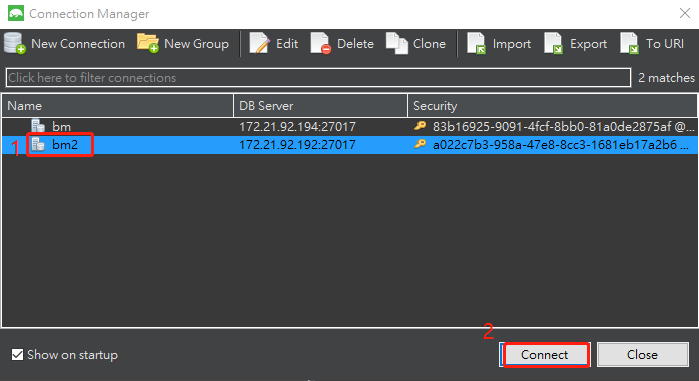 Connection Manager
New Connection New Group Edit Delete Clone Import Export To URI
Click here to filter connections 2 matches
Name DB Server Security
bm 172.21.92.194:27017 83b16925-9091-4fcf-8bb0-81a0de2875af @...
1 bm2 172.21.92.192:27017 a022c7b3-958a-47e8-8cc3-1681eb17a2b6 ...
2
Show on startup Connect Close